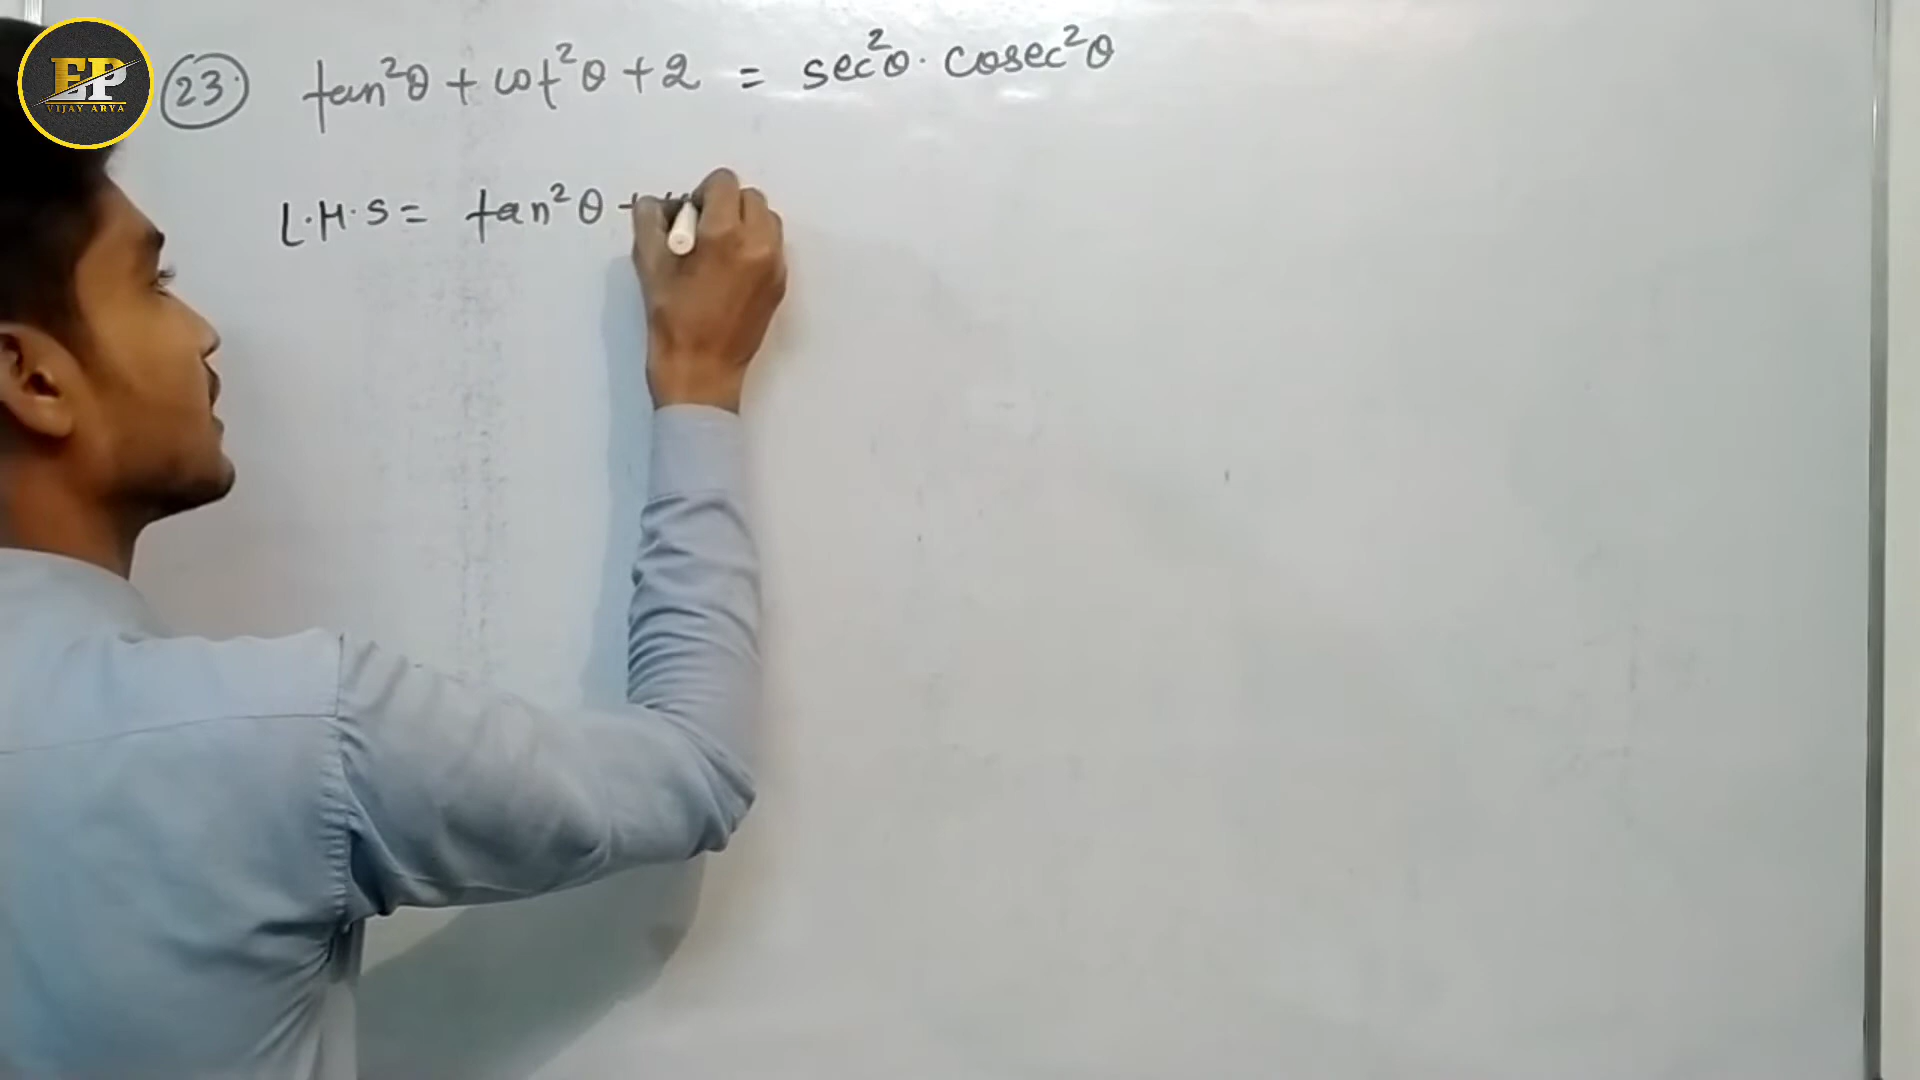 EP
VIJAY ARYA
23. tan²θ + cot²θ + 2 = sec²θ · cosec²θ
L.H.S = tan²θ +